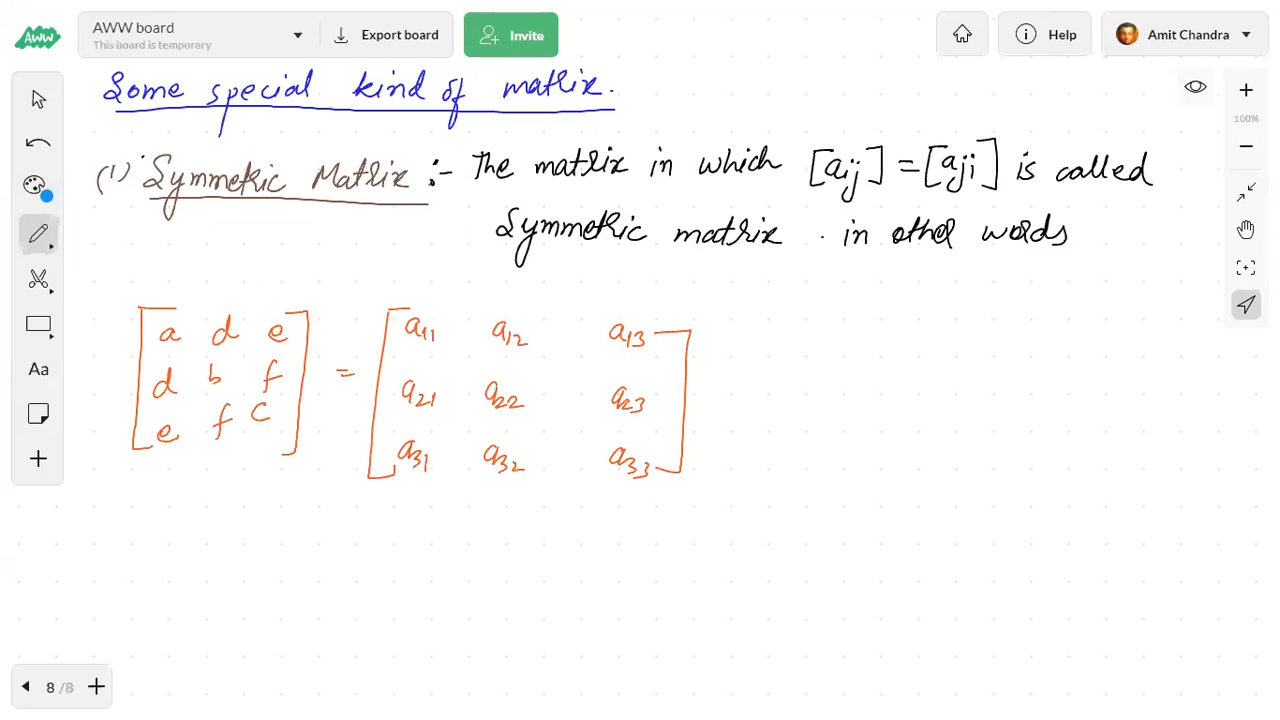 AWW
AWW board
This board is temporary
Export board
Invite
Help
Amit Chandra
Some special kind of matrix.
100%
(1) Symmetric Matrix :- The matrix in which [aij] = [aji] is called
Symmetric matrix . in other words
[a d e] = [a11 a12 a13]
[d b f] [a21 a22 a23]
[e f c] [a31 a32 a33]
Aa
8 /8